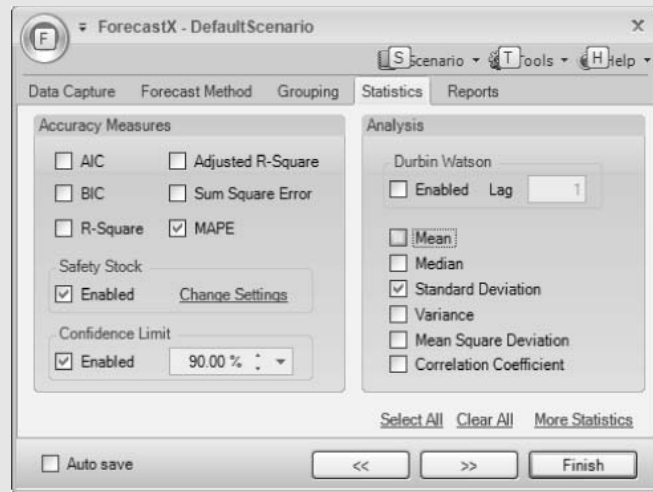 F ForecastX - DefaultScenario
S Scenario T Tools H Help
Data Capture Forecast Method Grouping Statistics Reports
Accuracy Measures
AIC Adjusted R-Square
BIC Sum Square Error
R-Square MAPE
Safety Stock
Enabled Change Settings
Confidence Limit
Enabled 90.00 %
Analysis
Durbin Watson
Enabled Lag 1
Mean
Median
Standard Deviation
Variance
Mean Square Deviation
Correlation Coefficient
Select All Clear All More Statistics
Auto save << >> Finish